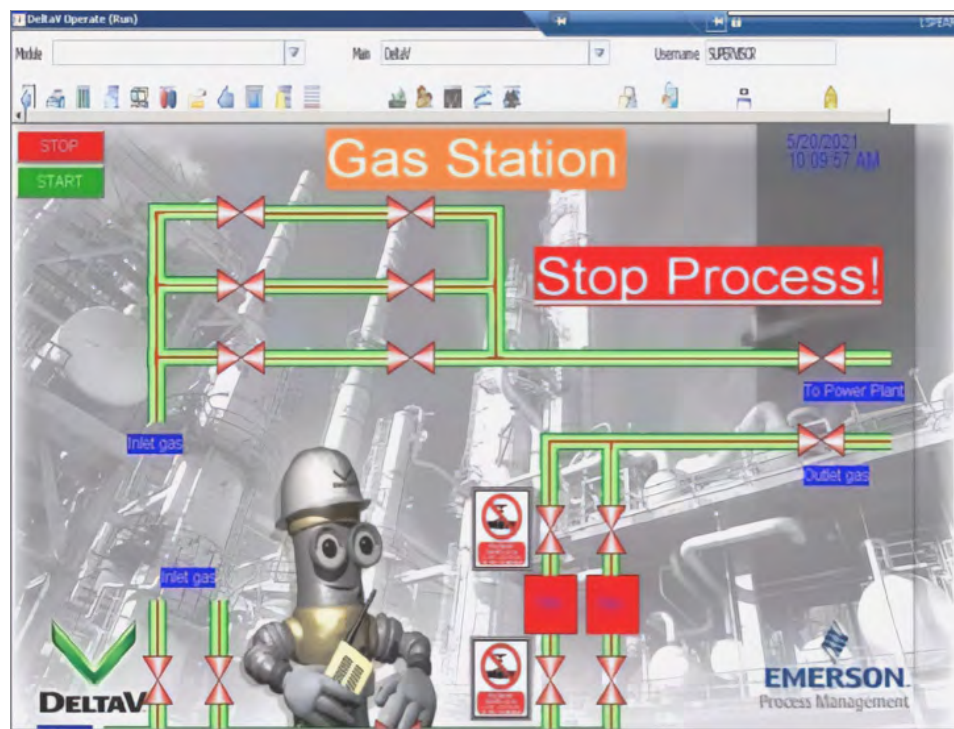 DeltaV Operate (Run)
Module
Main DeltaV
Username SUPERVISOR
STOP
START
Gas Station
5/20/2021
10:09:57 AM
Stop Process!
To Power Plant
Inlet gas
Outlet gas
Inlet gas
DELTAV
EMERSON
Process Management